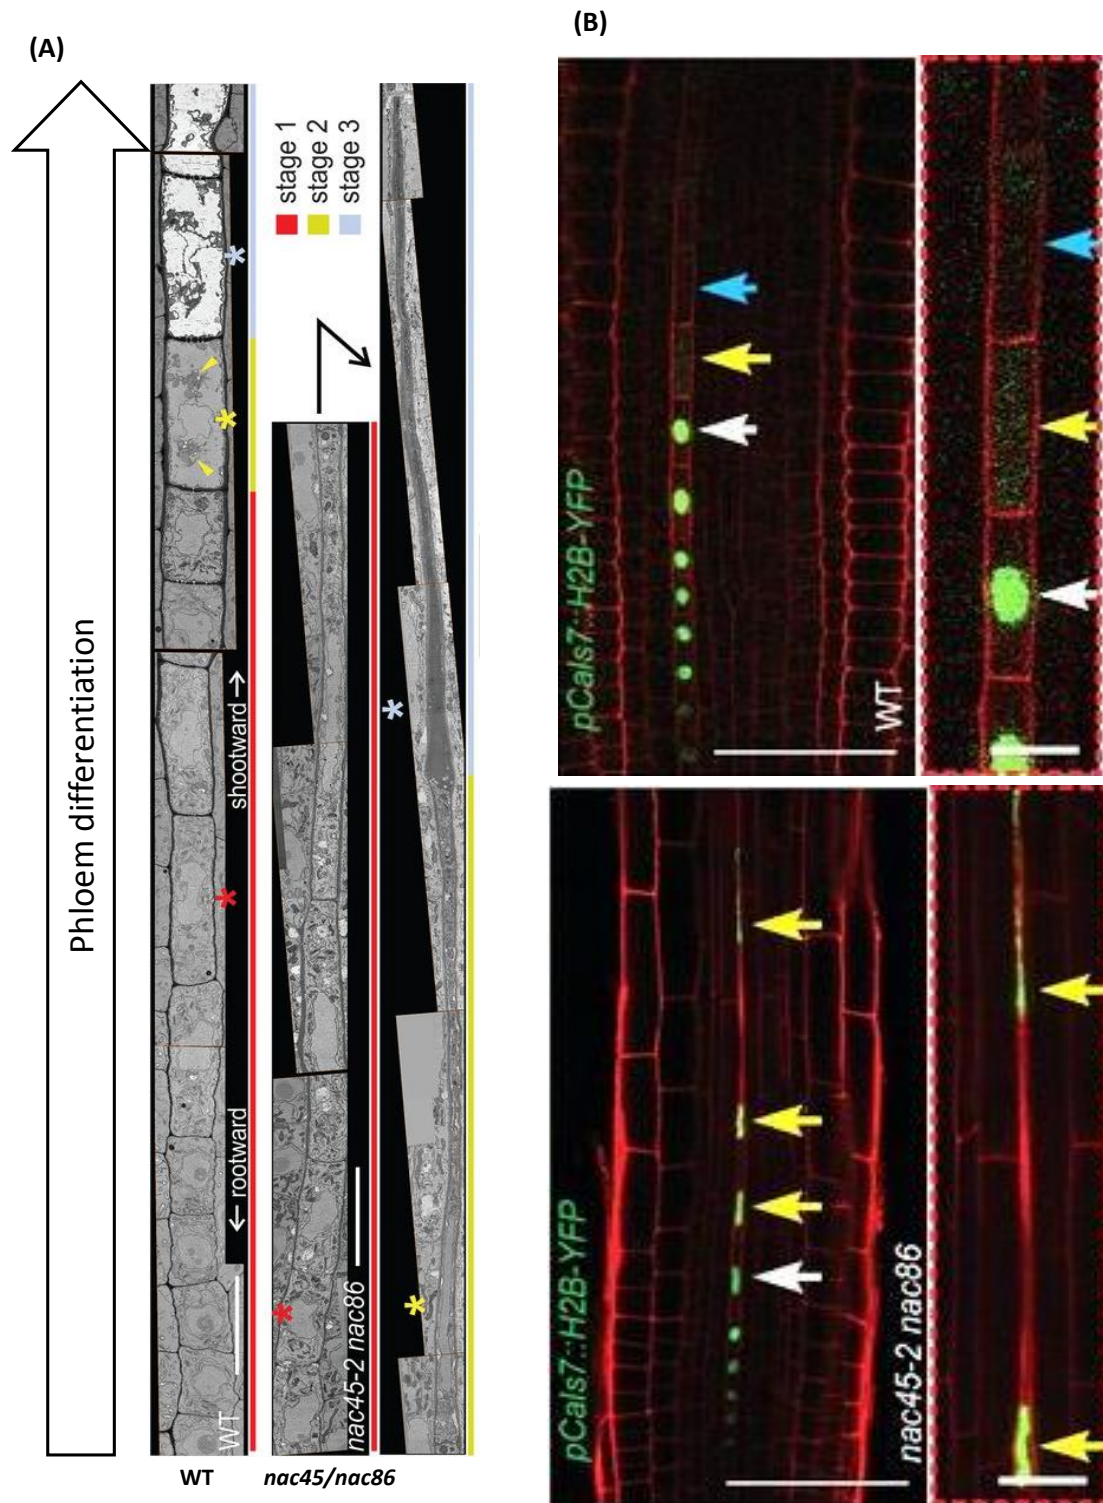 (A)
Phloem differentiation
WT
← rootward
shootward →
nac45-2 nac86
stage 1
stage 2
stage 3
WT
nac45/nac86
(B)
pCals7::H2B-YFP
WT
pCals7::H2B-YFP
nac45-2 nac86